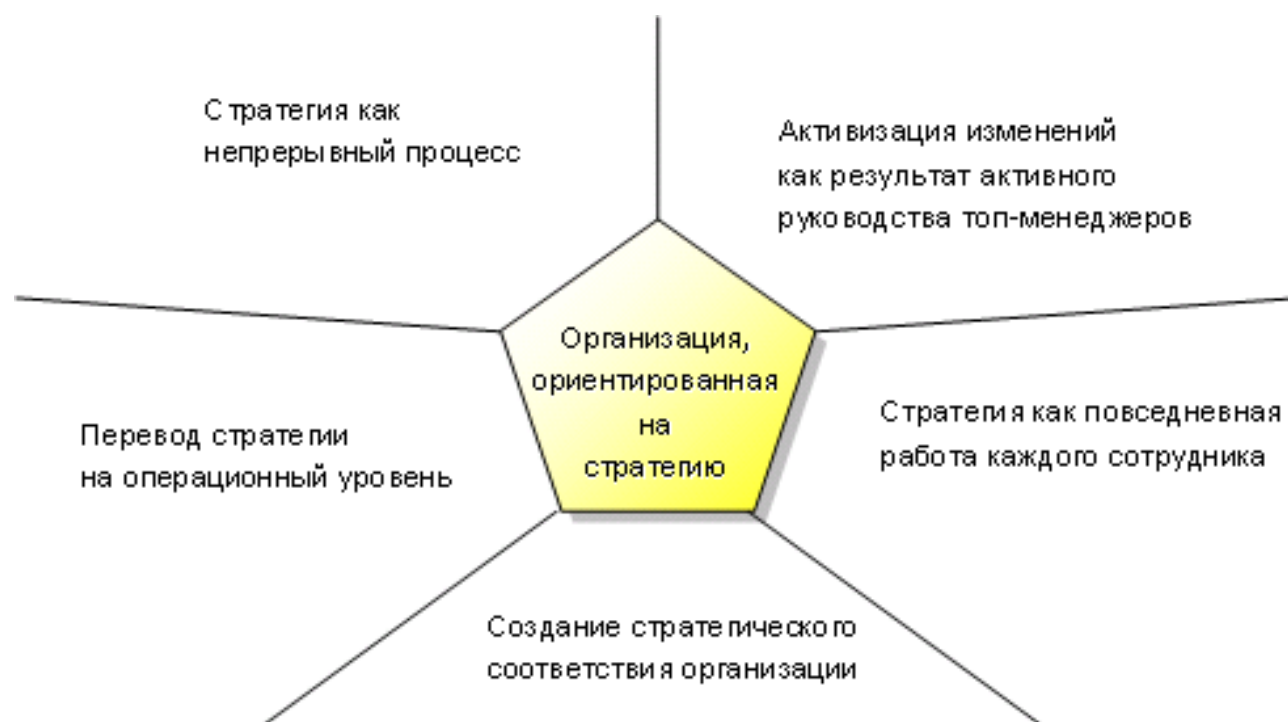 Стратегия как
непрерывный процесс
Активизация изменений
как результат активного
руководства топ-менеджеров
Организация,
ориентированная
на
стратегию
Перевод стратегии
на операционный уровень
Стратегия как повседневная
работа каждого сотрудника
Создание стратегического
соответствия организации